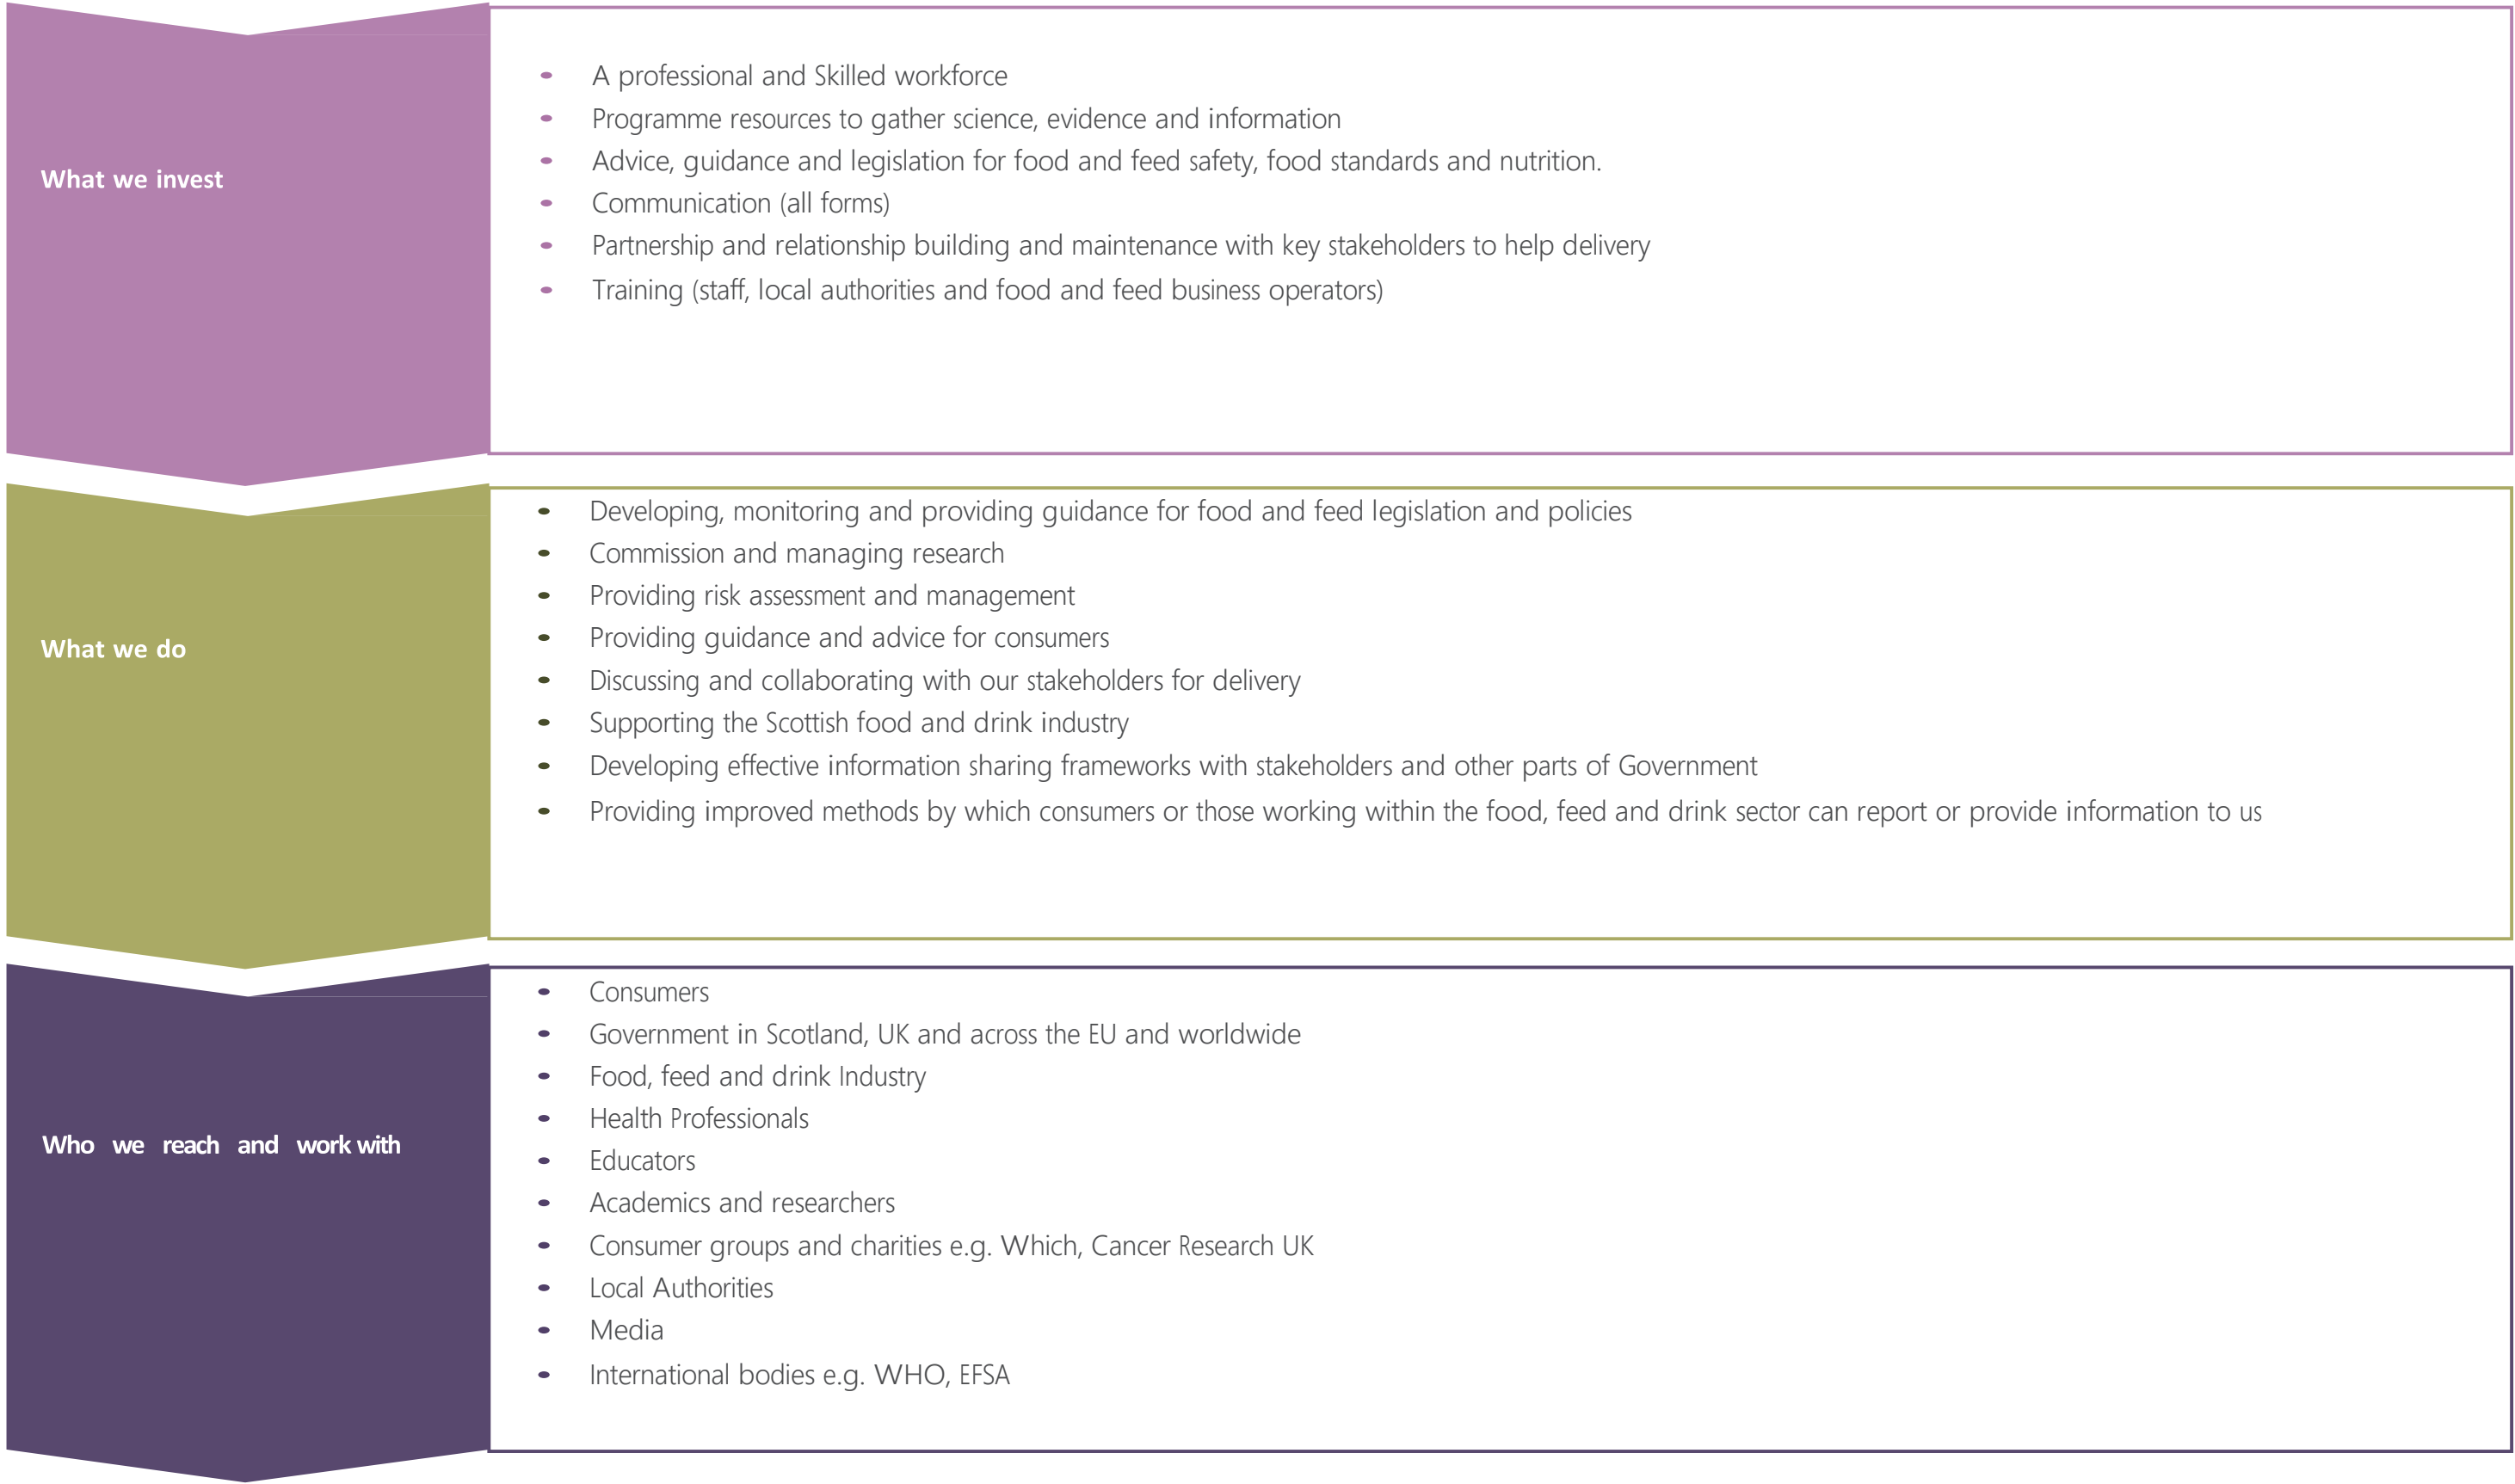 What we invest
• A professional and Skilled workforce
• Programme resources to gather science, evidence and information
• Advice, guidance and legislation for food and feed safety, food standards and nutrition.
• Communication (all forms)
• Partnership and relationship building and maintenance with key stakeholders to help delivery
• Training (staff, local authorities and food and feed business operators)
What we do
• Developing, monitoring and providing guidance for food and feed legislation and policies
• Commission and managing research
• Providing risk assessment and management
• Providing guidance and advice for consumers
• Discussing and collaborating with our stakeholders for delivery
• Supporting the Scottish food and drink industry
• Developing effective information sharing frameworks with stakeholders and other parts of Government
• Providing improved methods by which consumers or those working within the food, feed and drink sector can report or provide information to us
Who we reach and work with
• Consumers
• Government in Scotland, UK and across the EU and worldwide
• Food, feed and drink Industry
• Health Professionals
• Educators
• Academics and researchers
• Consumer groups and charities e.g. Which, Cancer Research UK
• Local Authorities
• Media
• International bodies e.g. WHO, EFSA